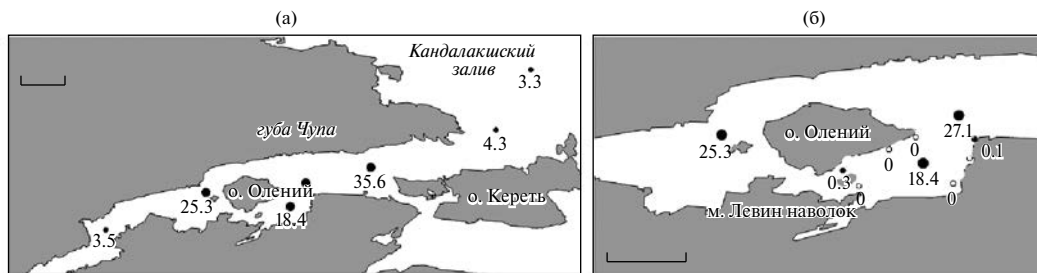 (а)
Кандалакшский
залив
3.3
губа Чупа
4.3
35.6
о. Олений
25.3
о. Кереть
18.4
3.5
(б)
о. Олений
27.1
25.3
0
0
0.1
0.3
18.4
0
0
м. Левин наволок